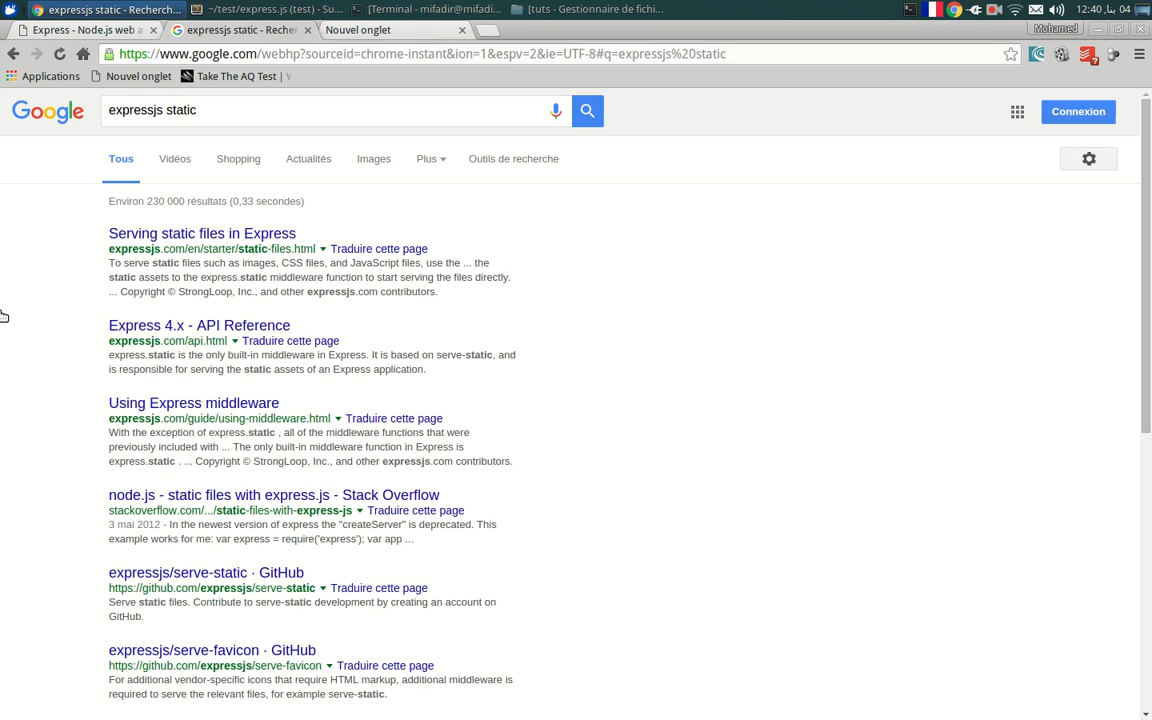 expressjs static - Recherch...
~/test/express.js (test) - Su...
[Terminal - mifadir@mifadi...
[tuts - Gestionnaire de fichi...
12:40 04
Express - Node.js web a
expressjs static - Recher
Nouvel onglet
Mohamed
https://www.google.com/webhp?sourceid=chrome-instant&ion=1&espv=2&ie=UTF-8#q=expressjs%20static
Applications
Nouvel onglet
Take The AQ Test |
Google
expressjs static
Connexion
Tous Vidéos Shopping Actualités Images Plus Outils de recherche
Environ 230 000 résultats (0,33 secondes)
Serving static files in Express
expressjs.com/en/starter/static-files.html Traduire cette page
To serve static files such as images, CSS files, and JavaScript files, use the ... the
static assets to the express.static middleware function to start serving the files directly.
... Copyright © StrongLoop, Inc., and other expressjs.com contributors.
Express 4.x - API Reference
expressjs.com/api.html Traduire cette page
express.static is the only built-in middleware in Express. It is based on serve-static, and
is responsible for serving the static assets of an Express application.
Using Express middleware
expressjs.com/guide/using-middleware.html Traduire cette page
With the exception of express.static , all of the middleware functions that were
previously included with ... The only built-in middleware function in Express is
express.static . ... Copyright © StrongLoop, Inc., and other expressjs.com contributors.
node.js - static files with express.js - Stack Overflow
stackoverflow.com/.../static-files-with-express-js Traduire cette page
3 mai 2012 - In the newest version of express the "createServer" is deprecated. This
example works for me: var express = require('express'); var app ...
expressjs/serve-static · GitHub
https://github.com/expressjs/serve-static Traduire cette page
Serve static files. Contribute to serve-static development by creating an account on
GitHub.
expressjs/serve-favicon · GitHub
https://github.com/expressjs/serve-favicon Traduire cette page
For additional vendor-specific icons that require HTML markup, additional middleware is
required to serve the relevant files, for example serve-static.